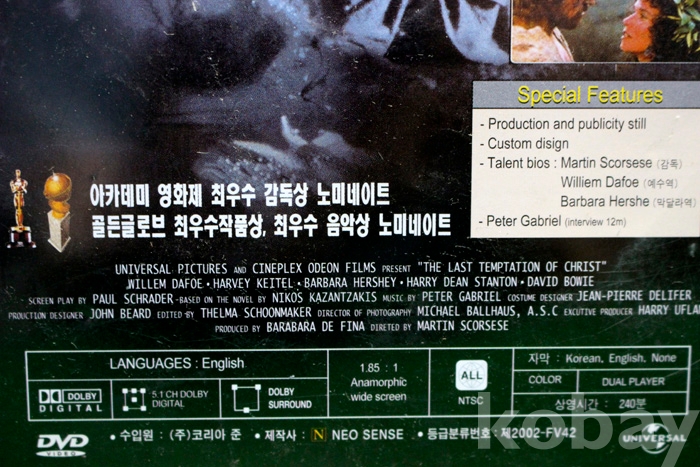 Special Features
- Production and publicity still
- Custom disign
- Talent bios : Martin Scorsese (감독)
Williem Dafoe (예수역)
Barbara Hershe (막달라역)
- Peter Gabriel (interview 12m)
아카데미 영화제 최우수 감독상 노미네이트
골든글로브 최우수작품상, 최우수 음악상 노미네이트
UNIVERSAL PICTURES AND CINEPLEX ODEON FILMS PRESENT "THE LAST TEMPTATION OF CHRIST"
WILLEM DAFOE • HARVEY KEITEL • BARBARA HERSHEY • HARRY DEAN STANTON • DAVID BOWIE
SCREEN PLAY BY PAUL SCHRADER -BASED ON THE NOVEL BY NIKOS KAZANTZAKIS MUSIC BY PETER GABRIEL COSTUME DESIGNER JEAN-PIERRE DELIFER
PRODUCTION DESIGNER JOHN BEARD EDITED BY THELMA SCHOONMAKER DIRECTOR OF PHOTOGRAPHY MICHAEL BALLHAUS, A.S.C EXCUTIVE PRODUCER HARRY UFLAN
PRODUCED BY BARABARA DE FINA DIRETED BY MARTIN SCORSESE
LANGUAGES : English
DOLBY DIGITAL
5.1 CH DOLBY DIGITAL
DOLBY SURROUND
1.85 : 1
Anamorphic
wide screen
ALL
NTSC
자막 : Korean, English, None
COLOR
DUAL PLAYER
상영시간 : 240분
DVD VIDEO
• 수입원 : (주)코리아 준 • 제작사 : N NEO SENSE • 등급분류번호 : 제2002-FV42
UNIVERSAL
kobay